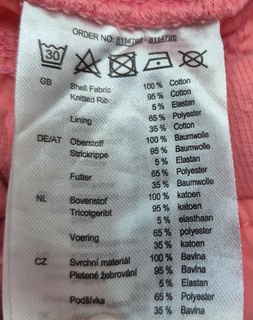 ORDER NO.
30
GB Shell Fabric 100 % Cotton
Knitted Rib 95 % Cotton
5 % Elastan
Lining 65 % Polyester
35 % Cotton
DE/AT Oberstoff 100 % Baumwolle
Strickrippe 95 % Baumwolle
5 % Elastan
Futter 65 % Polyester
35 % Baumwolle
NL Bovenstof 100 % katoen
Tricotgeribt 95 % katoen
5 % elasthaan
Voering 65 % polyester
35 % katoen
CZ Svrchní materiál 100 % Bavlna
Pletené žebrování 95 % Bavlna
5 % Elastan
Podšívka 65 % Polyester
35 % Bavlna